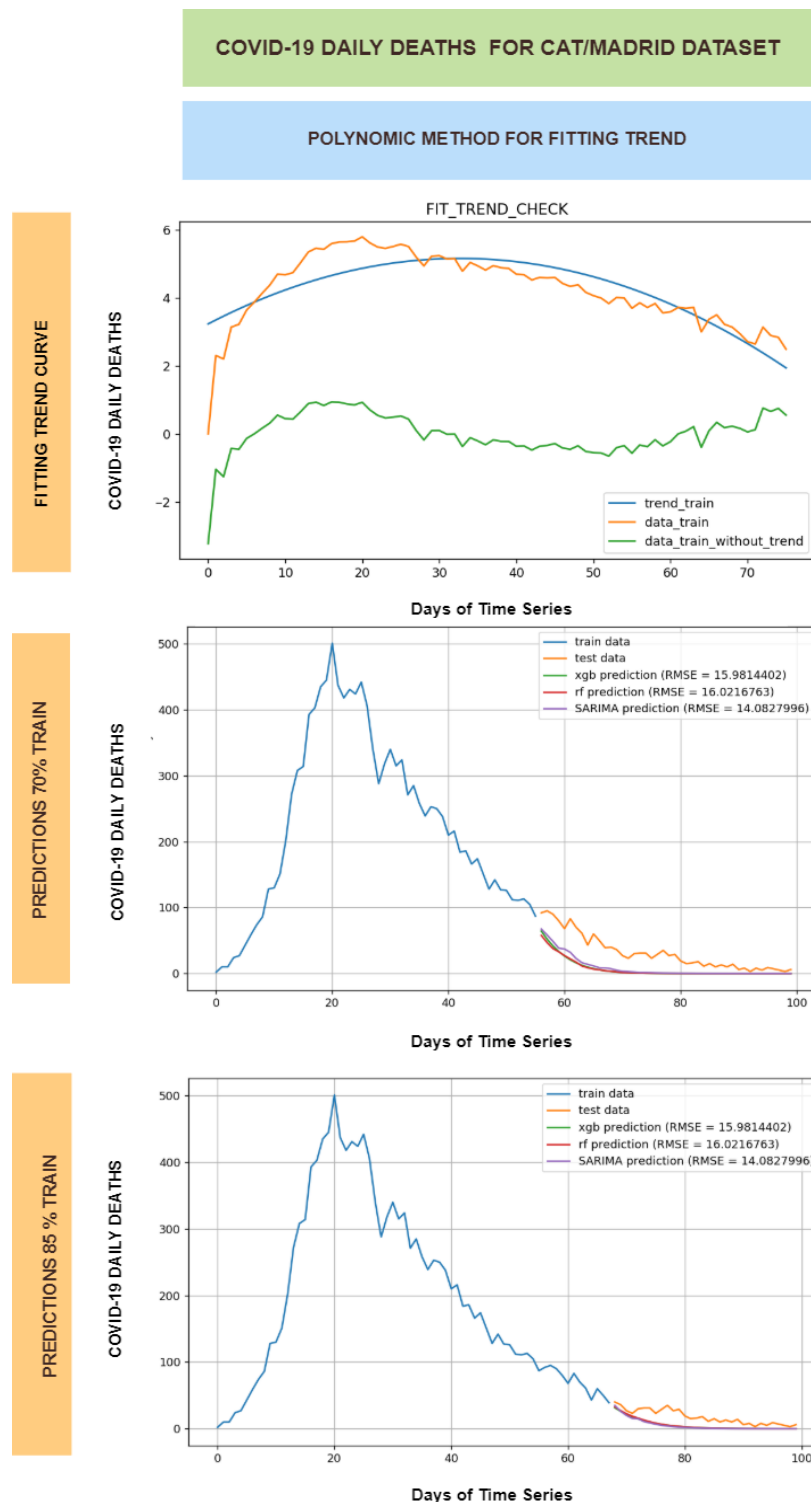 COVID-19 DAILY DEATHS FOR CAT/MADRID DATASET
POLYNOMIC METHOD FOR FITTING TREND
FITTING TREND CURVE
COVID-19 DAILY DEATHS
FIT_TREND_CHECK
6
4
2
0
−2
trend_train
data_train
data_train_without_trend
0 10 20 30 40 50 60 70
Days of Time Series
PREDICTIONS 70% TRAIN
COVID-19 DAILY DEATHS
500
400
300
200
100
0
train data
test data
xgb prediction (RMSE = 15.9814402)
rf prediction (RMSE = 16.0216763)
SARIMA prediction (RMSE = 14.0827996)
0 20 40 60 80 100
Days of Time Series
PREDICTIONS 85 % TRAIN
COVID-19 DAILY DEATHS
500
400
300
200
100
0
train data
test data
xgb prediction (RMSE = 15.9814402)
rf prediction (RMSE = 16.0216763)
SARIMA prediction (RMSE = 14.0827996)
0 20 40 60 80 100
Days of Time Series